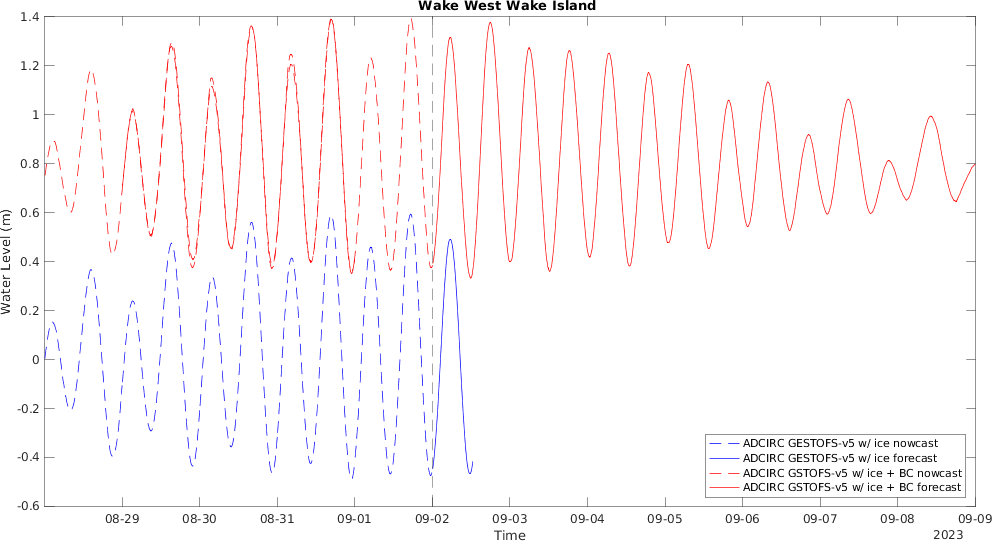 Wake West Wake Island
1.4
1.2
1
0.8
0.6
0.4
0.2
0
-0.2
-0.4
-0.6
Water Level (m)
ADCIRC GESTOFS-v5 w/ ice nowcast
ADCIRC GESTOFS-v5 w/ ice forecast
ADCIRC GSTOFS-v5 w/ ice + BC nowcast
ADCIRC GSTOFS-v5 w/ ice + BC forecast
08-29 08-30 08-31 09-01 09-02 09-03 09-04 09-05 09-06 09-07 09-08 09-09
Time
2023